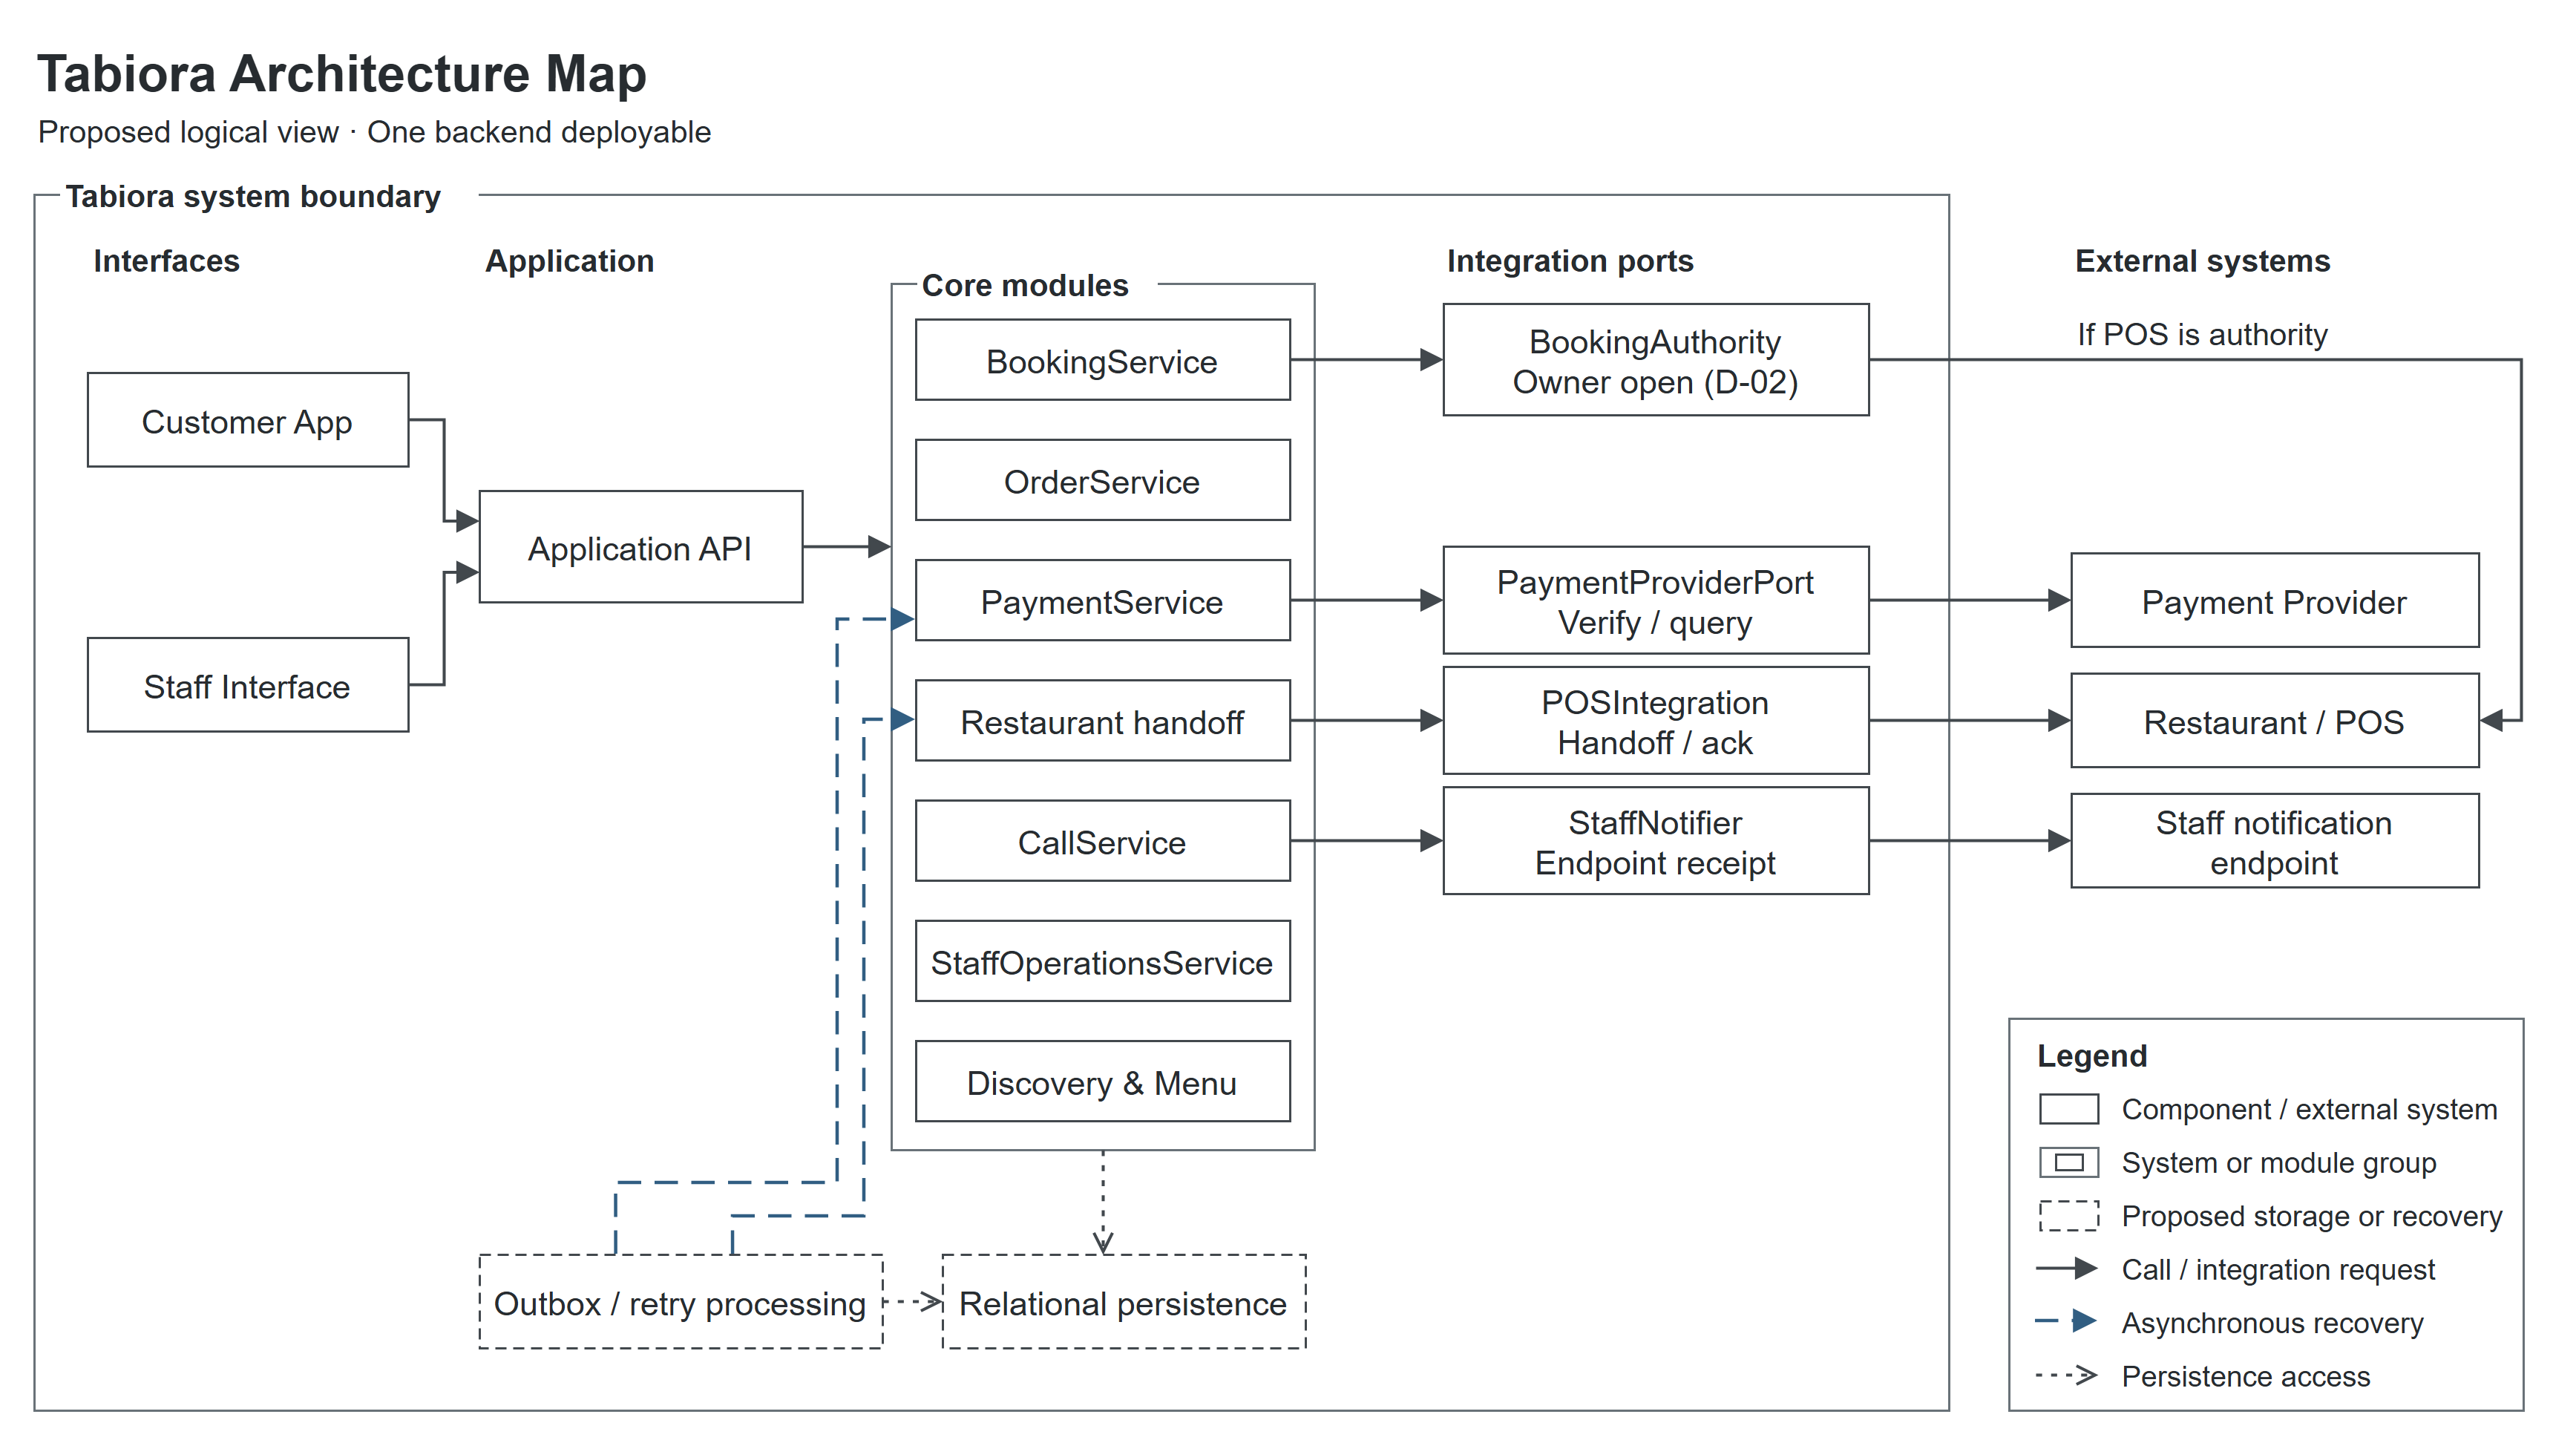 Tabiora Architecture Map
Proposed logical view · One backend deployable
Tabiora system boundary
Interfaces
Application
Core modules
Integration ports
External systems
If POS is authority
Customer App
Staff Interface
Application API
BookingService
OrderService
PaymentService
Restaurant handoff
CallService
StaffOperationsService
Discovery & Menu
BookingAuthority
Owner open (D-02)
PaymentProviderPort
Verify / query
POSIntegration
Handoff / ack
StaffNotifier
Endpoint receipt
Payment Provider
Restaurant / POS
Staff notification
endpoint
Outbox / retry processing
Relational persistence
Legend
Component / external system
System or module group
Proposed storage or recovery
Call / integration request
Asynchronous recovery
Persistence access